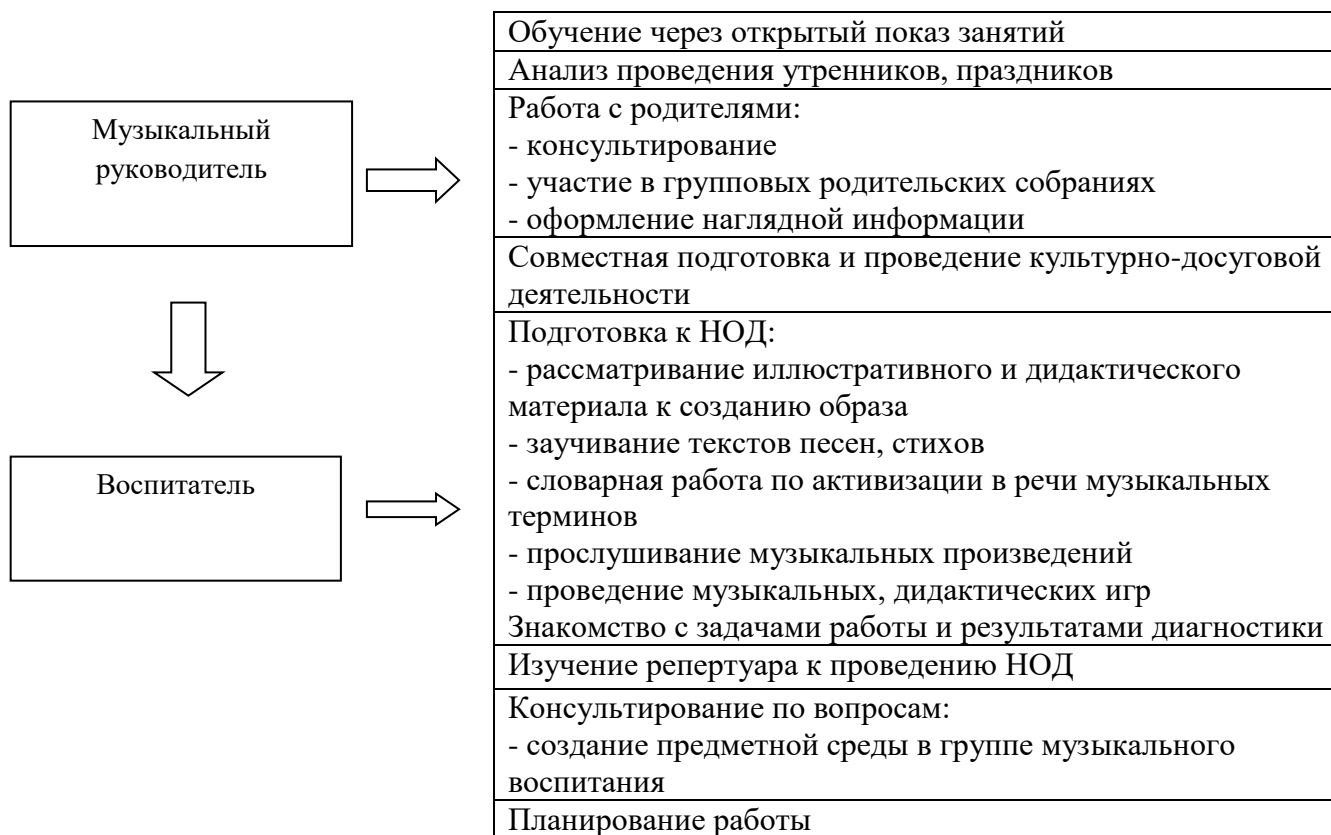 Музыкальный
руководитель
Воспитатель
Обучение через открытый показ занятий
Анализ проведения утренников, праздников
Работа с родителями:
- консультирование
- участие в групповых родительских собраниях
- оформление наглядной информации
Совместная подготовка и проведение культурно-досуговой
деятельности
Подготовка к НОД:
- рассматривание иллюстративного и дидактического
материала к созданию образа
- заучивание текстов песен, стихов
- словарная работа по активизации в речи музыкальных
терминов
- прослушивание музыкальных произведений
- проведение музыкальных, дидактических игр
Знакомство с задачами работы и результатами диагностики
Изучение репертуара к проведению НОД
Консультирование по вопросам:
- создание предметной среды в группе музыкального
воспитания
Планирование работы